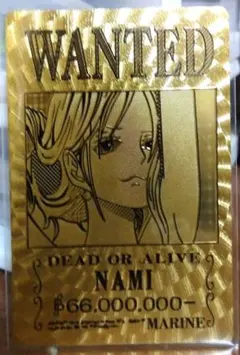 WANTED
DEAD OR ALIVE
NAMI
฿66,000,000-
MARINE